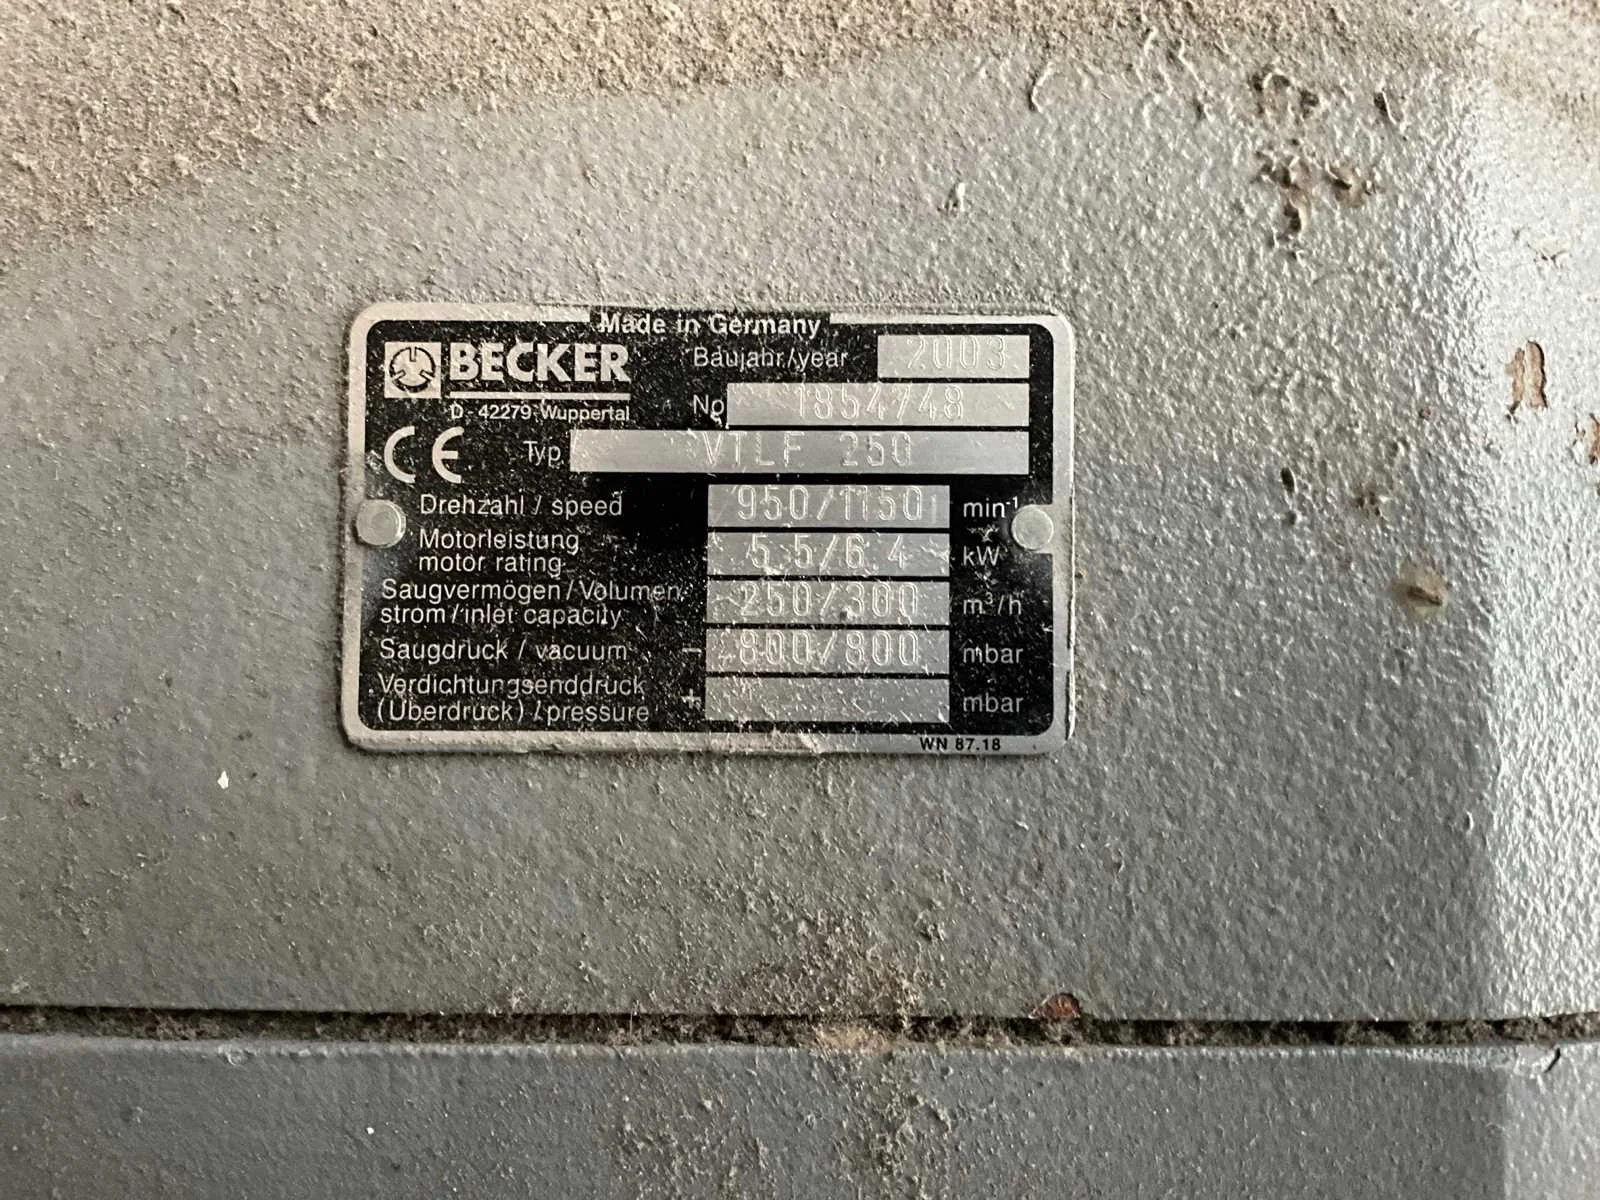 Made in Germany
BECKER
Baujahr/year 2003
D - 42279 Wuppertal
No 1854748
CE Typ VTLF 250
Drehzahl / speed 950/1150 min-1
Motorleistung
motor rating 5.5/6.4 kW
Saugvermögen/Volumen-
strom/inlet capacity 250/300 m³/h
Saugdruck / vacuum - 800/800 mbar
Verdichtungsenddruck
(Überdruck) / pressure + mbar
WN 87.18